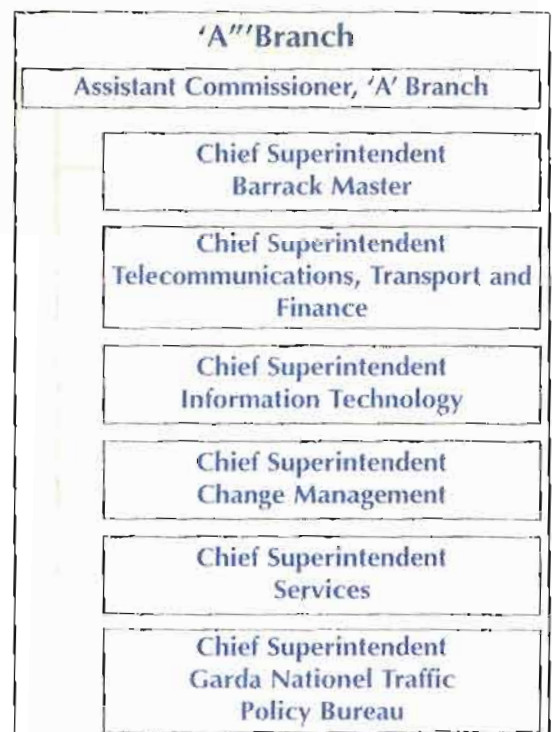 'A"'Branch
Assistant Commissioner, 'A' Branch
Chief Superintendent
Barrack Master
Chief Superintendent
Telecommunications, Transport and
Finance
Chief Superintendent
Information Technology
Chief Superintendent
Change Management
Chief Superintendent
Services
Chief Superintendent
Garda Nationel Traffic
Policy Bureau